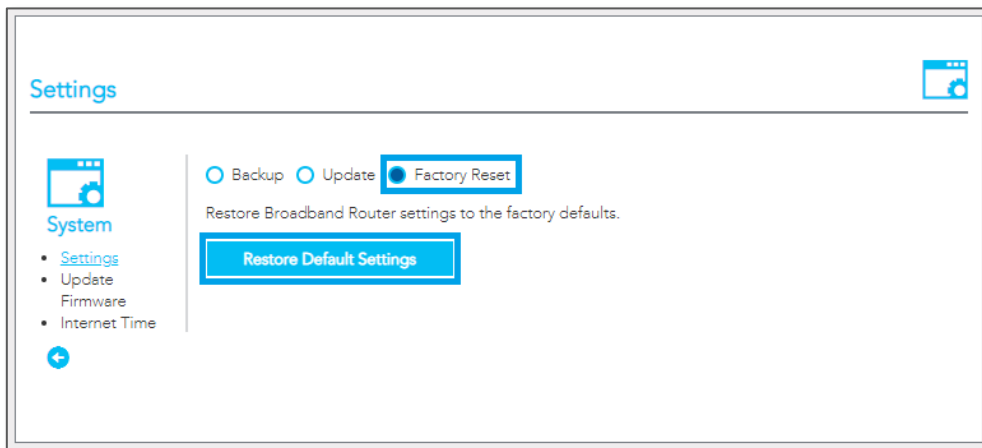 Settings
Backup Update Factory Reset
Restore Broadband Router settings to the factory defaults.
Restore Default Settings
System
Settings
Update
Firmware
Internet Time